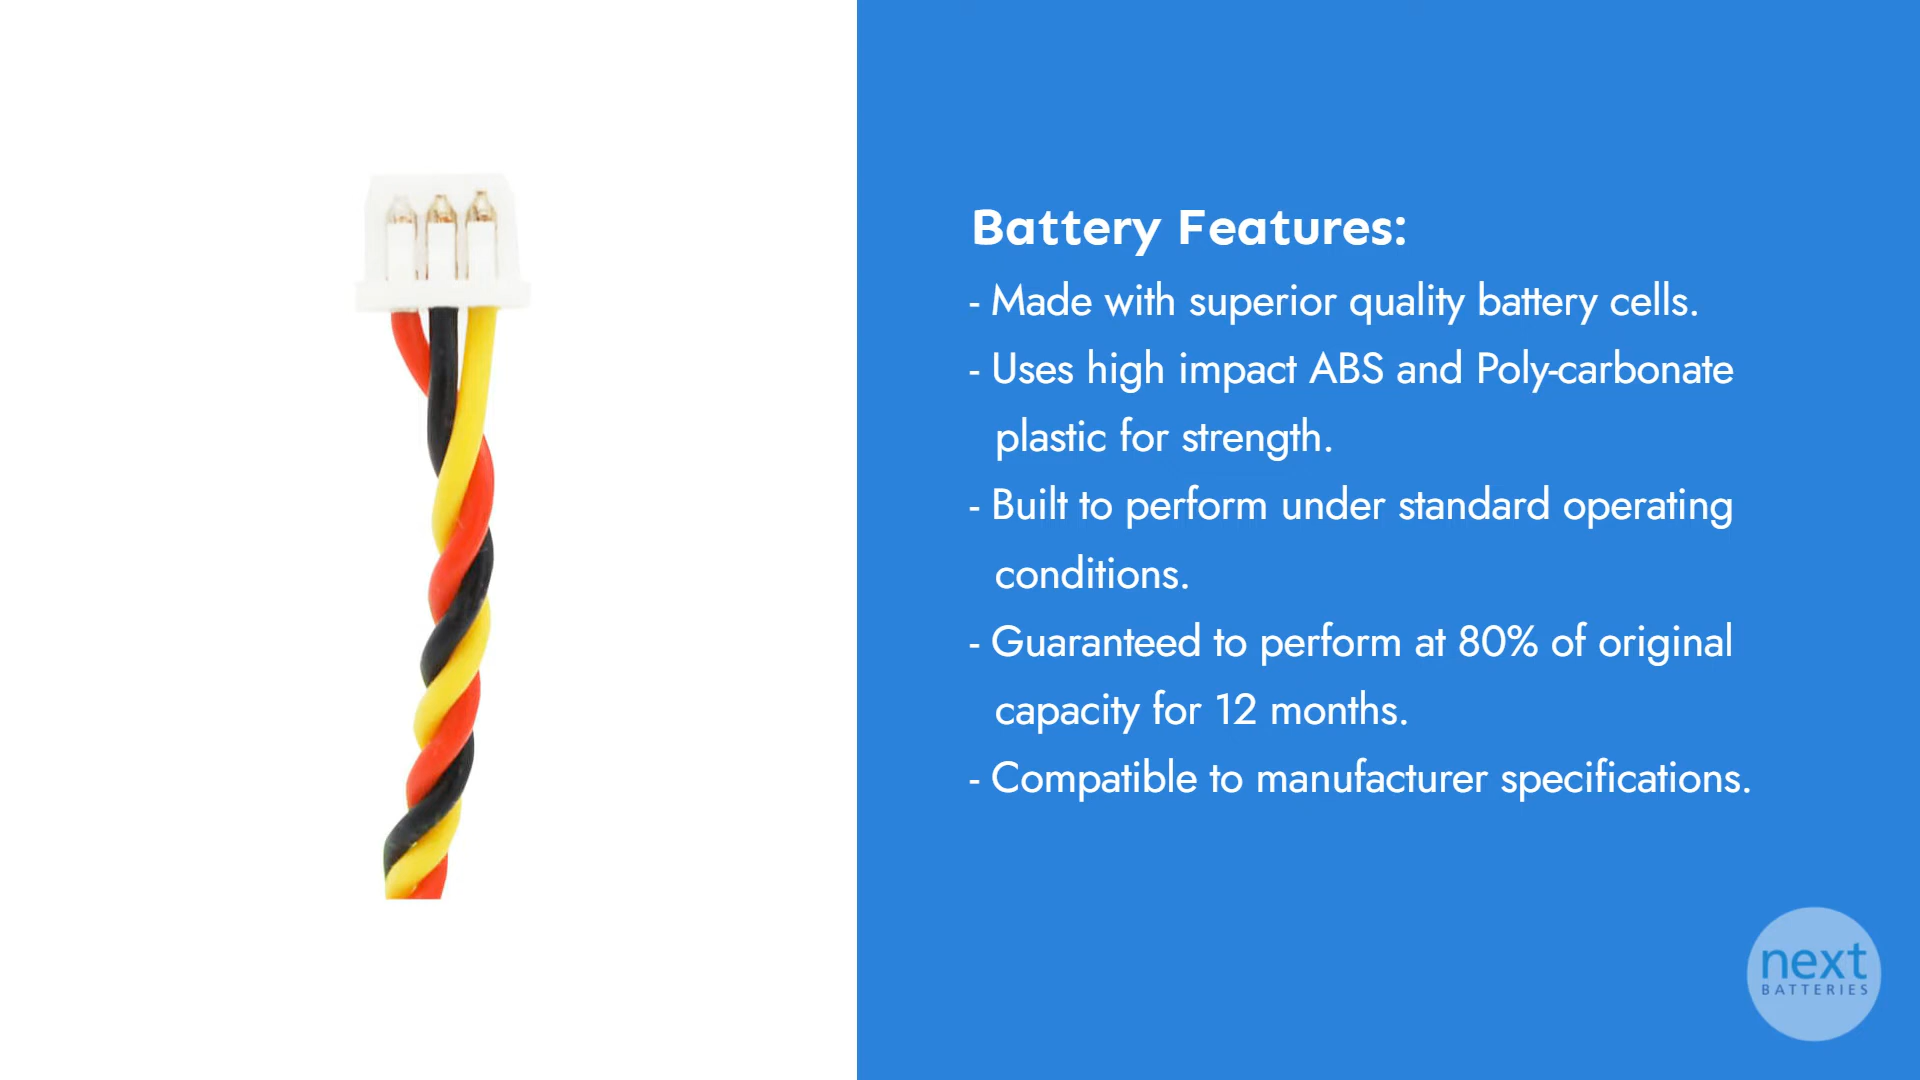 Battery Features:
- Made with superior quality battery cells.
- Uses high impact ABS and Poly-carbonate
plastic for strength.
- Built to perform under standard operating
conditions.
- Guaranteed to perform at 80% of original
capacity for 12 months.
- Compatible to manufacturer specifications.
next
BATTERIES